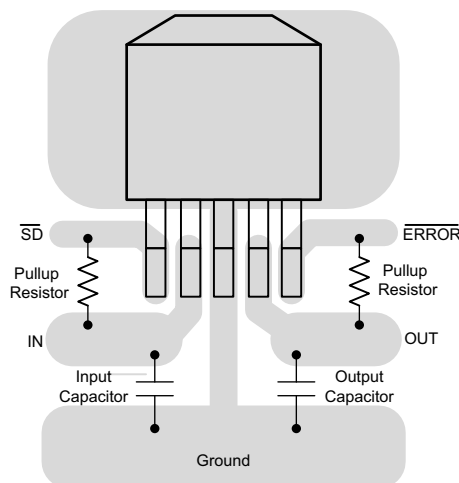 SD
ERROR
Pullup
Resistor
Pullup
Resistor
IN
OUT
Input
Capacitor
Output
Capacitor
Ground